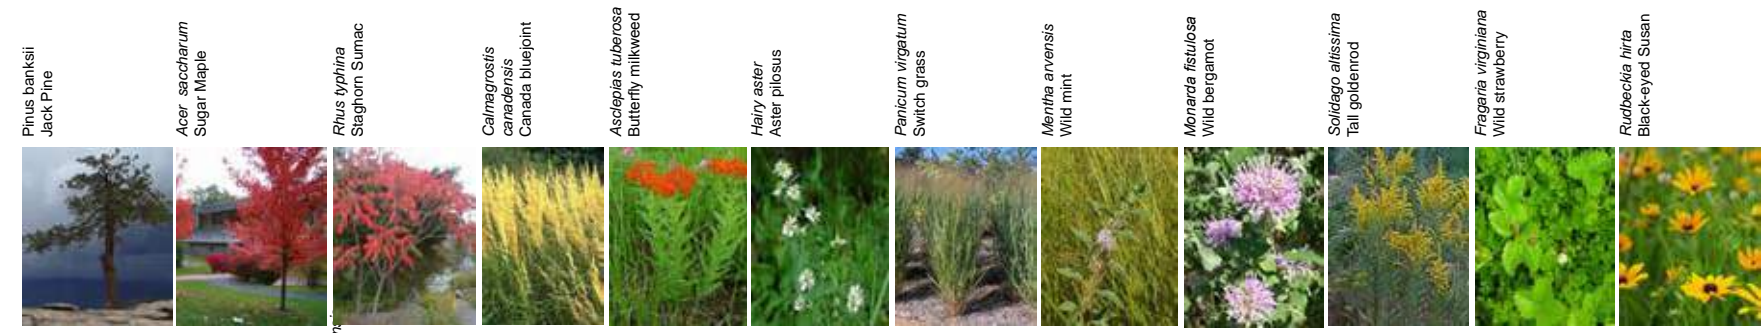 Pinus banksii
Jack Pine
Acer saccharum
Sugar Maple
Rhus typhina
Staghorn Sumac
Calmagrostis
canadensis
Canada bluejoint
Asclepias tuberosa
Butterfly milkweed
Hairy aster
Aster pilosus
Panicum virgatum
Switch grass
Mentha arvensis
Wild mint
Monarda fistulosa
Wild bergamot
Solidago altissima
Tall goldenrod
Fragaria virginiana
Wild strawberry
Rudbeckia hirta
Black-eyed Susan